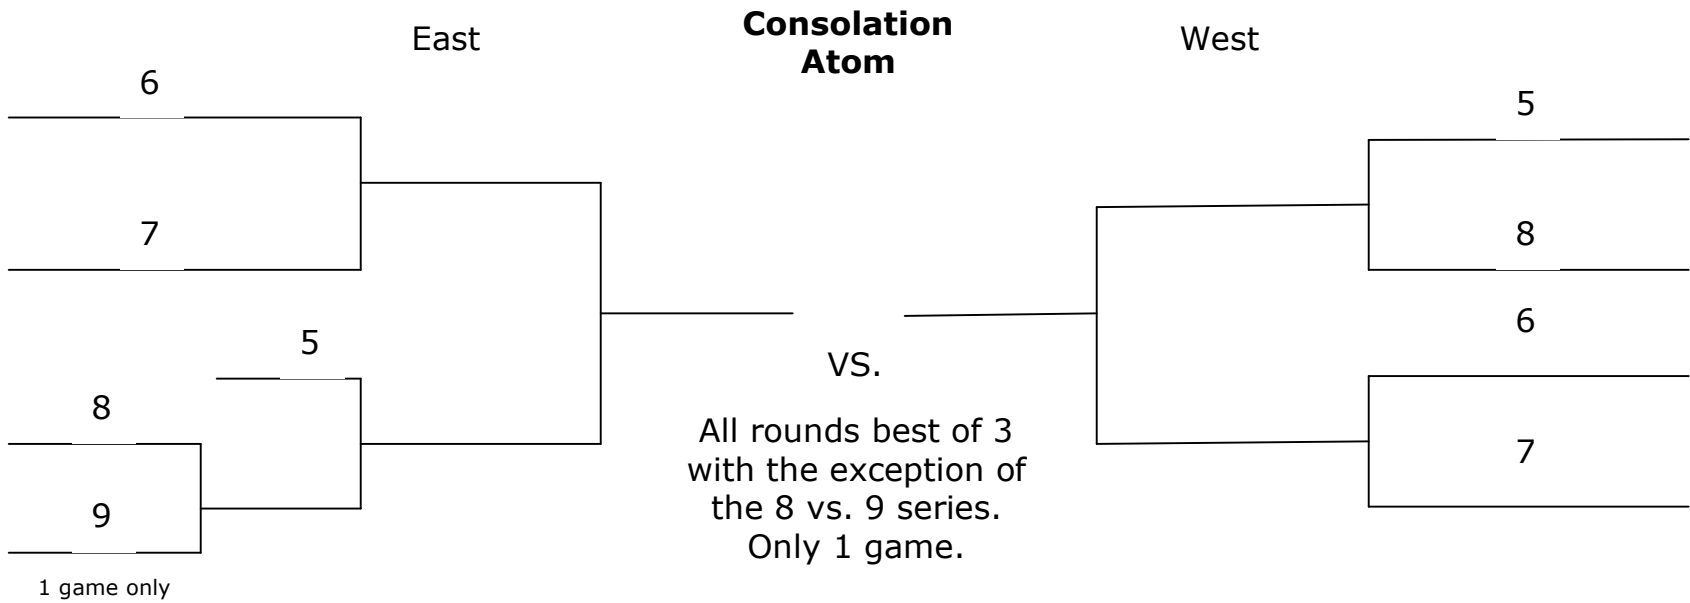 Consolation
Atom
East
West
6
7
5
8
9
1 game only
5
8
6
7
VS.
All rounds best of 3
with the exception of
the 8 vs. 9 series.
Only 1 game.